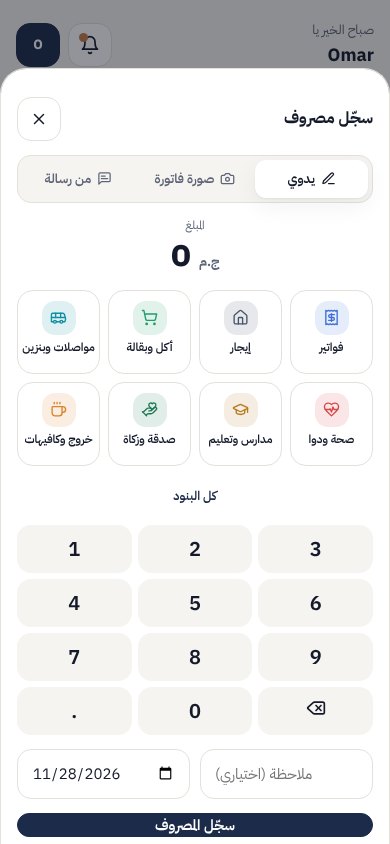 صباح الخير يا
Omar
O
سجّل مصروف
يدوي
صورة فاتورة
من رسالة
المبلغ
0 ج.م
فواتير
إيجار
أكل وبقالة
مواصلات وبنزين
صحة ودوا
مدارس وتعليم
صدقة وزكاة
خروج وكافيهات
كل البنود
1 2 3
4 5 6
7 8 9
. 0
ملاحظة (اختياري)
11/28/2026
سجّل المصروف